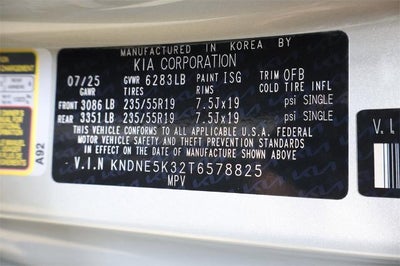 MANUFACTURED IN KOREA BY
KIA CORPORATION
07/25 GVWR 6283LB PAINT ISG TRIM OFB
GAWR TIRES RIMS COLD TIRE INFL
FRONT 3086 LB 235/55R19 7.5Jx19 psi SINGLE
REAR 3351 LB 235/55R19 7.5Jx19 psi SINGLE
THIS VEHICLE CONFORMS TO ALL APPLICABLE U.S.A. FEDERAL
MOTOR VEHICLE SAFETY AND THEFT PREVENTION STANDARDS
IN EFFECT ON THE DATE OF MANUFACTURE SHOWN ABOVE
V.I.N KNDNE5K32T6578825
MPV
A92
V.I.